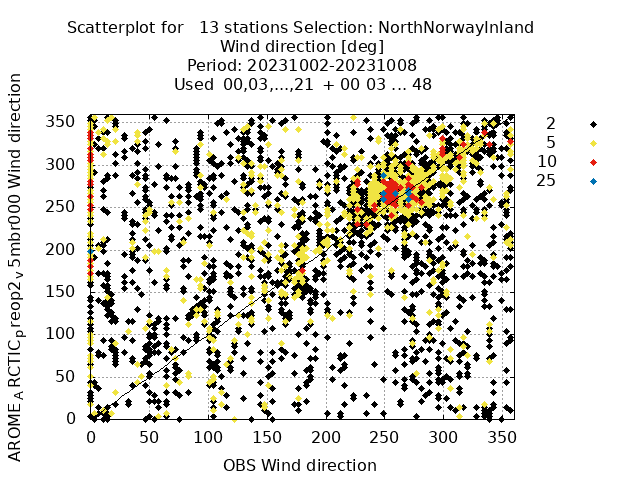 Scatterplot for 13 stations Selection: NorthNorwayInland
Wind direction [deg]
Period: 20231002-20231008
Used 00,03,...,21 + 00 03 ... 48
AROME_ARCTIC_preop2_v5mbr000 Wind direction
350
300
250
200
150
100
50
0
0 50 100 150 200 250 300 350
OBS Wind direction
2
5
10
25